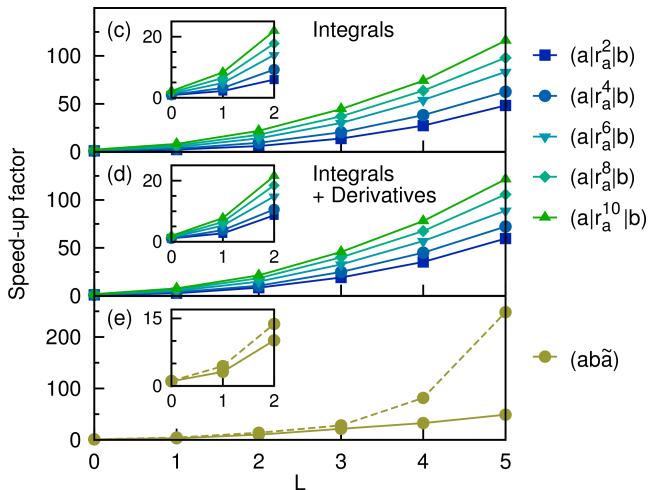 (c) Integrals
100
50
0
20
0
0 1 2
(d) Integrals
+ Derivatives
100
50
0
20
0
0 1 2
(e)
200
100
0
15
0
0 1 2
0 1 2 3 4 5
L
Speed-up factor
(a|r_a^2|b)
(a|r_a^4|b)
(a|r_a^6|b)
(a|r_a^8|b)
(a|r_a^10|b)
(abã)